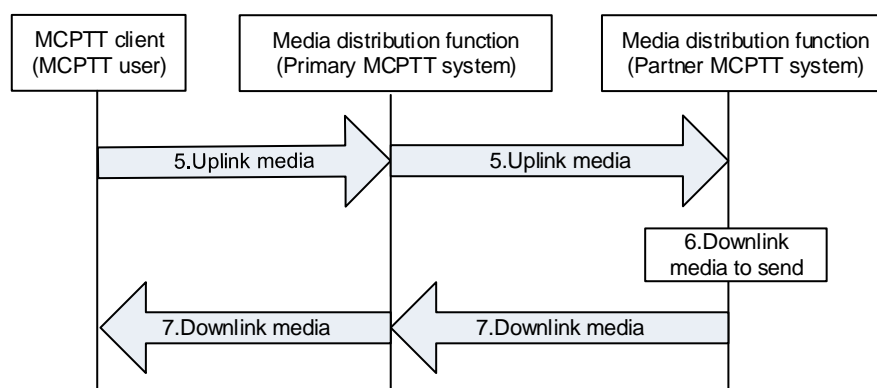 MCPTT client
(MCPTT user)
Media distribution function
(Primary MCPTT system)
Media distribution function
(Partner MCPTT system)
5.Uplink media
5.Uplink media
6.Downlink
media to send
7.Downlink media
7.Downlink media